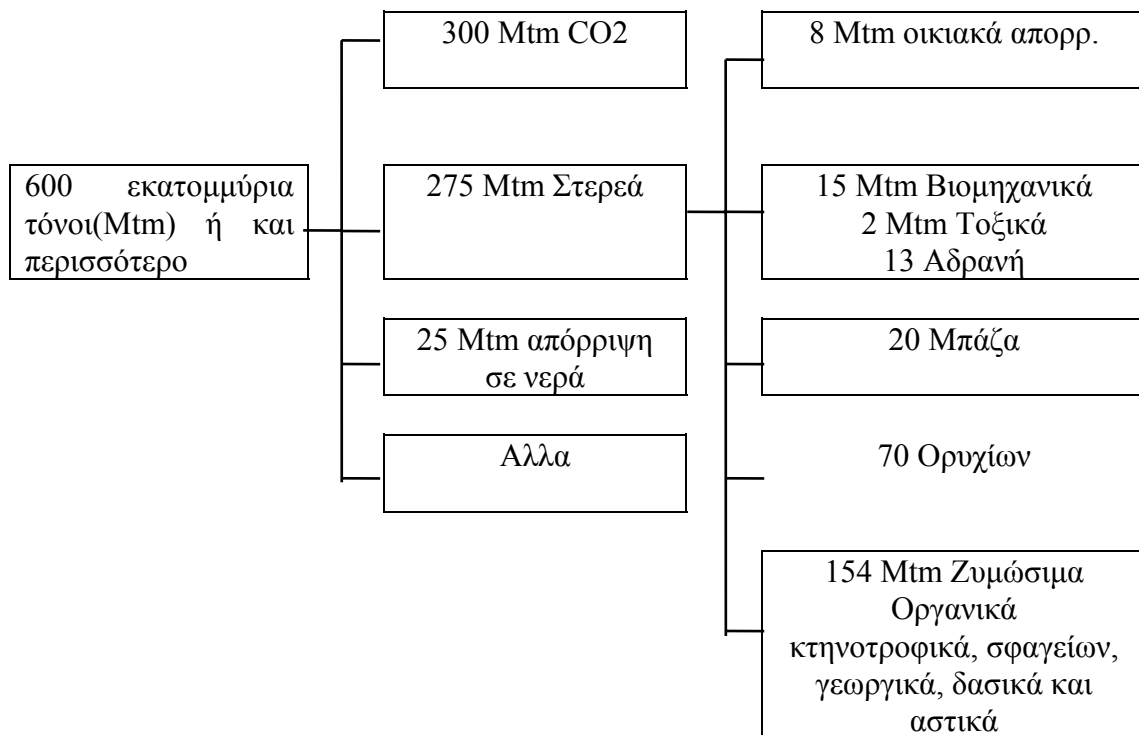 600 εκατομμύρια
τόνοι(Mtm) ή και
περισσότερο
300 Mtm CO2
275 Mtm Στερεά
25 Mtm απόρριψη
σε νερά
Αλλα
8 Mtm οικιακά απορρ.
15 Mtm Βιομηχανικά
2 Mtm Τοξικά
13 Αδρανή
20 Μπάζα
70 Ορυχίων
154 Mtm Ζυμώσιμα
Οργανικά
κτηνοτροφικά, σφαγείων,
γεωργικά, δασικά και
αστικά